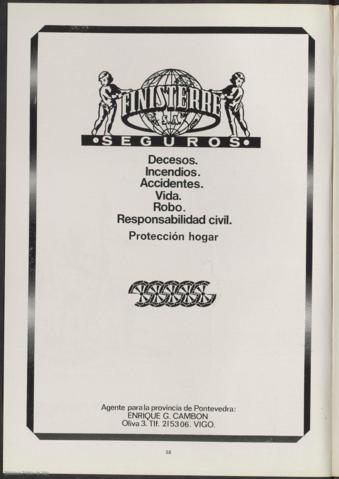 FINISTERRE
S.A.
•SEGUROS•
Decesos.
Incendios.
Accidentes.
Vida.
Robo.
Responsabilidad civil.
Protección hogar
Agente para la provincia de Pontevedra:
ENRIQUE G. CAMBON
Oliva 3. Tlf. 215306. VIGO.